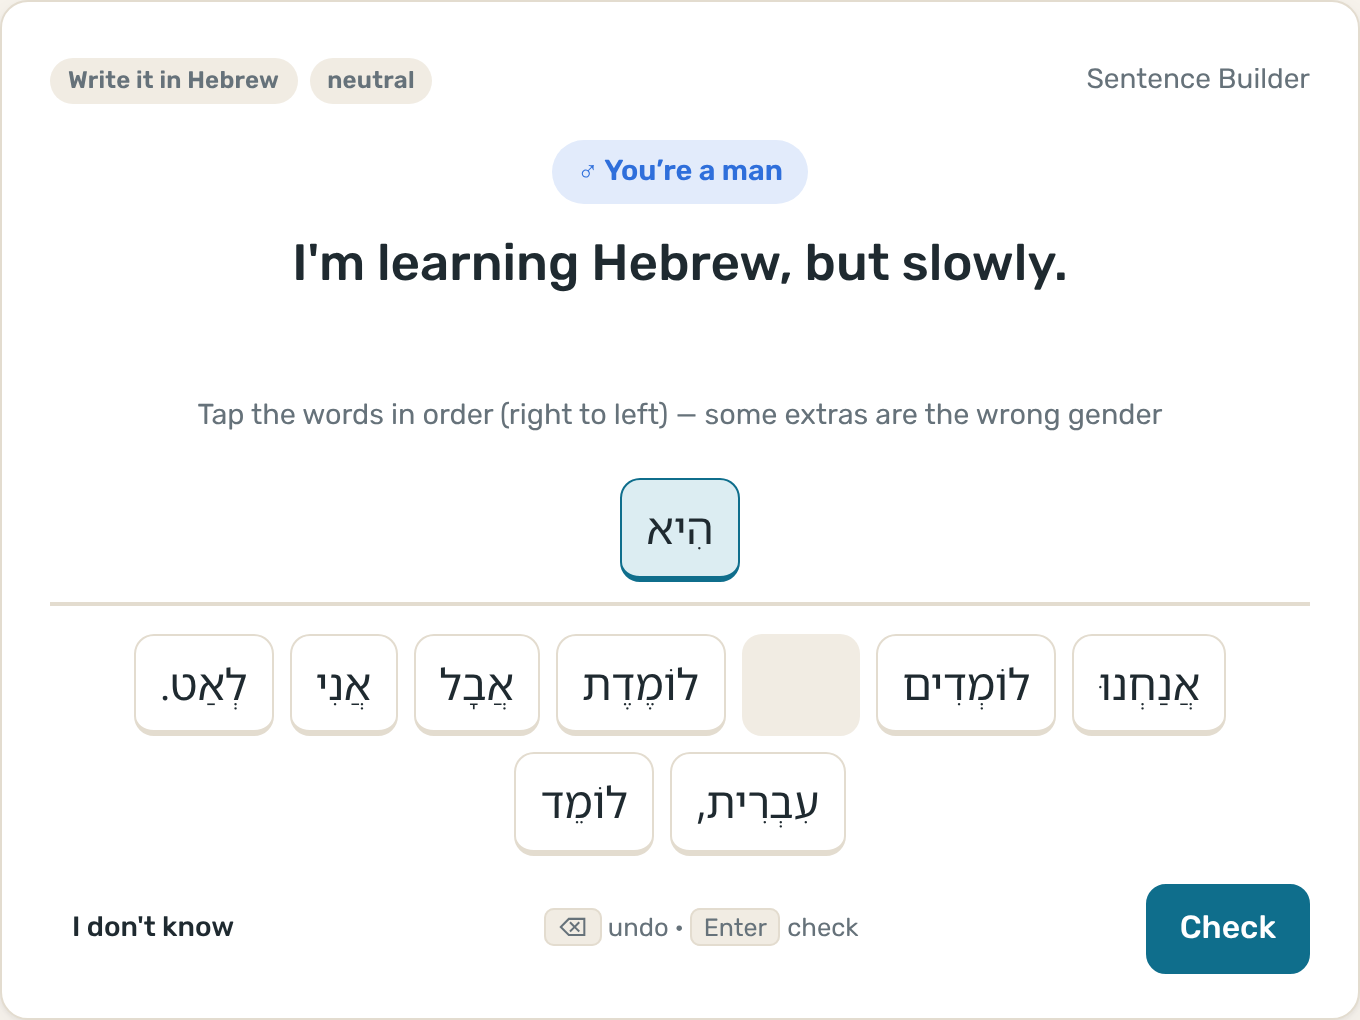 Write it in Hebrew neutral Sentence Builder
♂ You’re a man
I'm learning Hebrew, but slowly.
Tap the words in order (right to left) — some extras are the wrong gender
הִיא
אֲנַחְנוּ לוֹמְדִים לוֹמֶדֶת אֲבָל אֲנִי לְאַט.
עִבְרִית, לוֹמֵד
I don't know ⌫ undo • Enter check Check